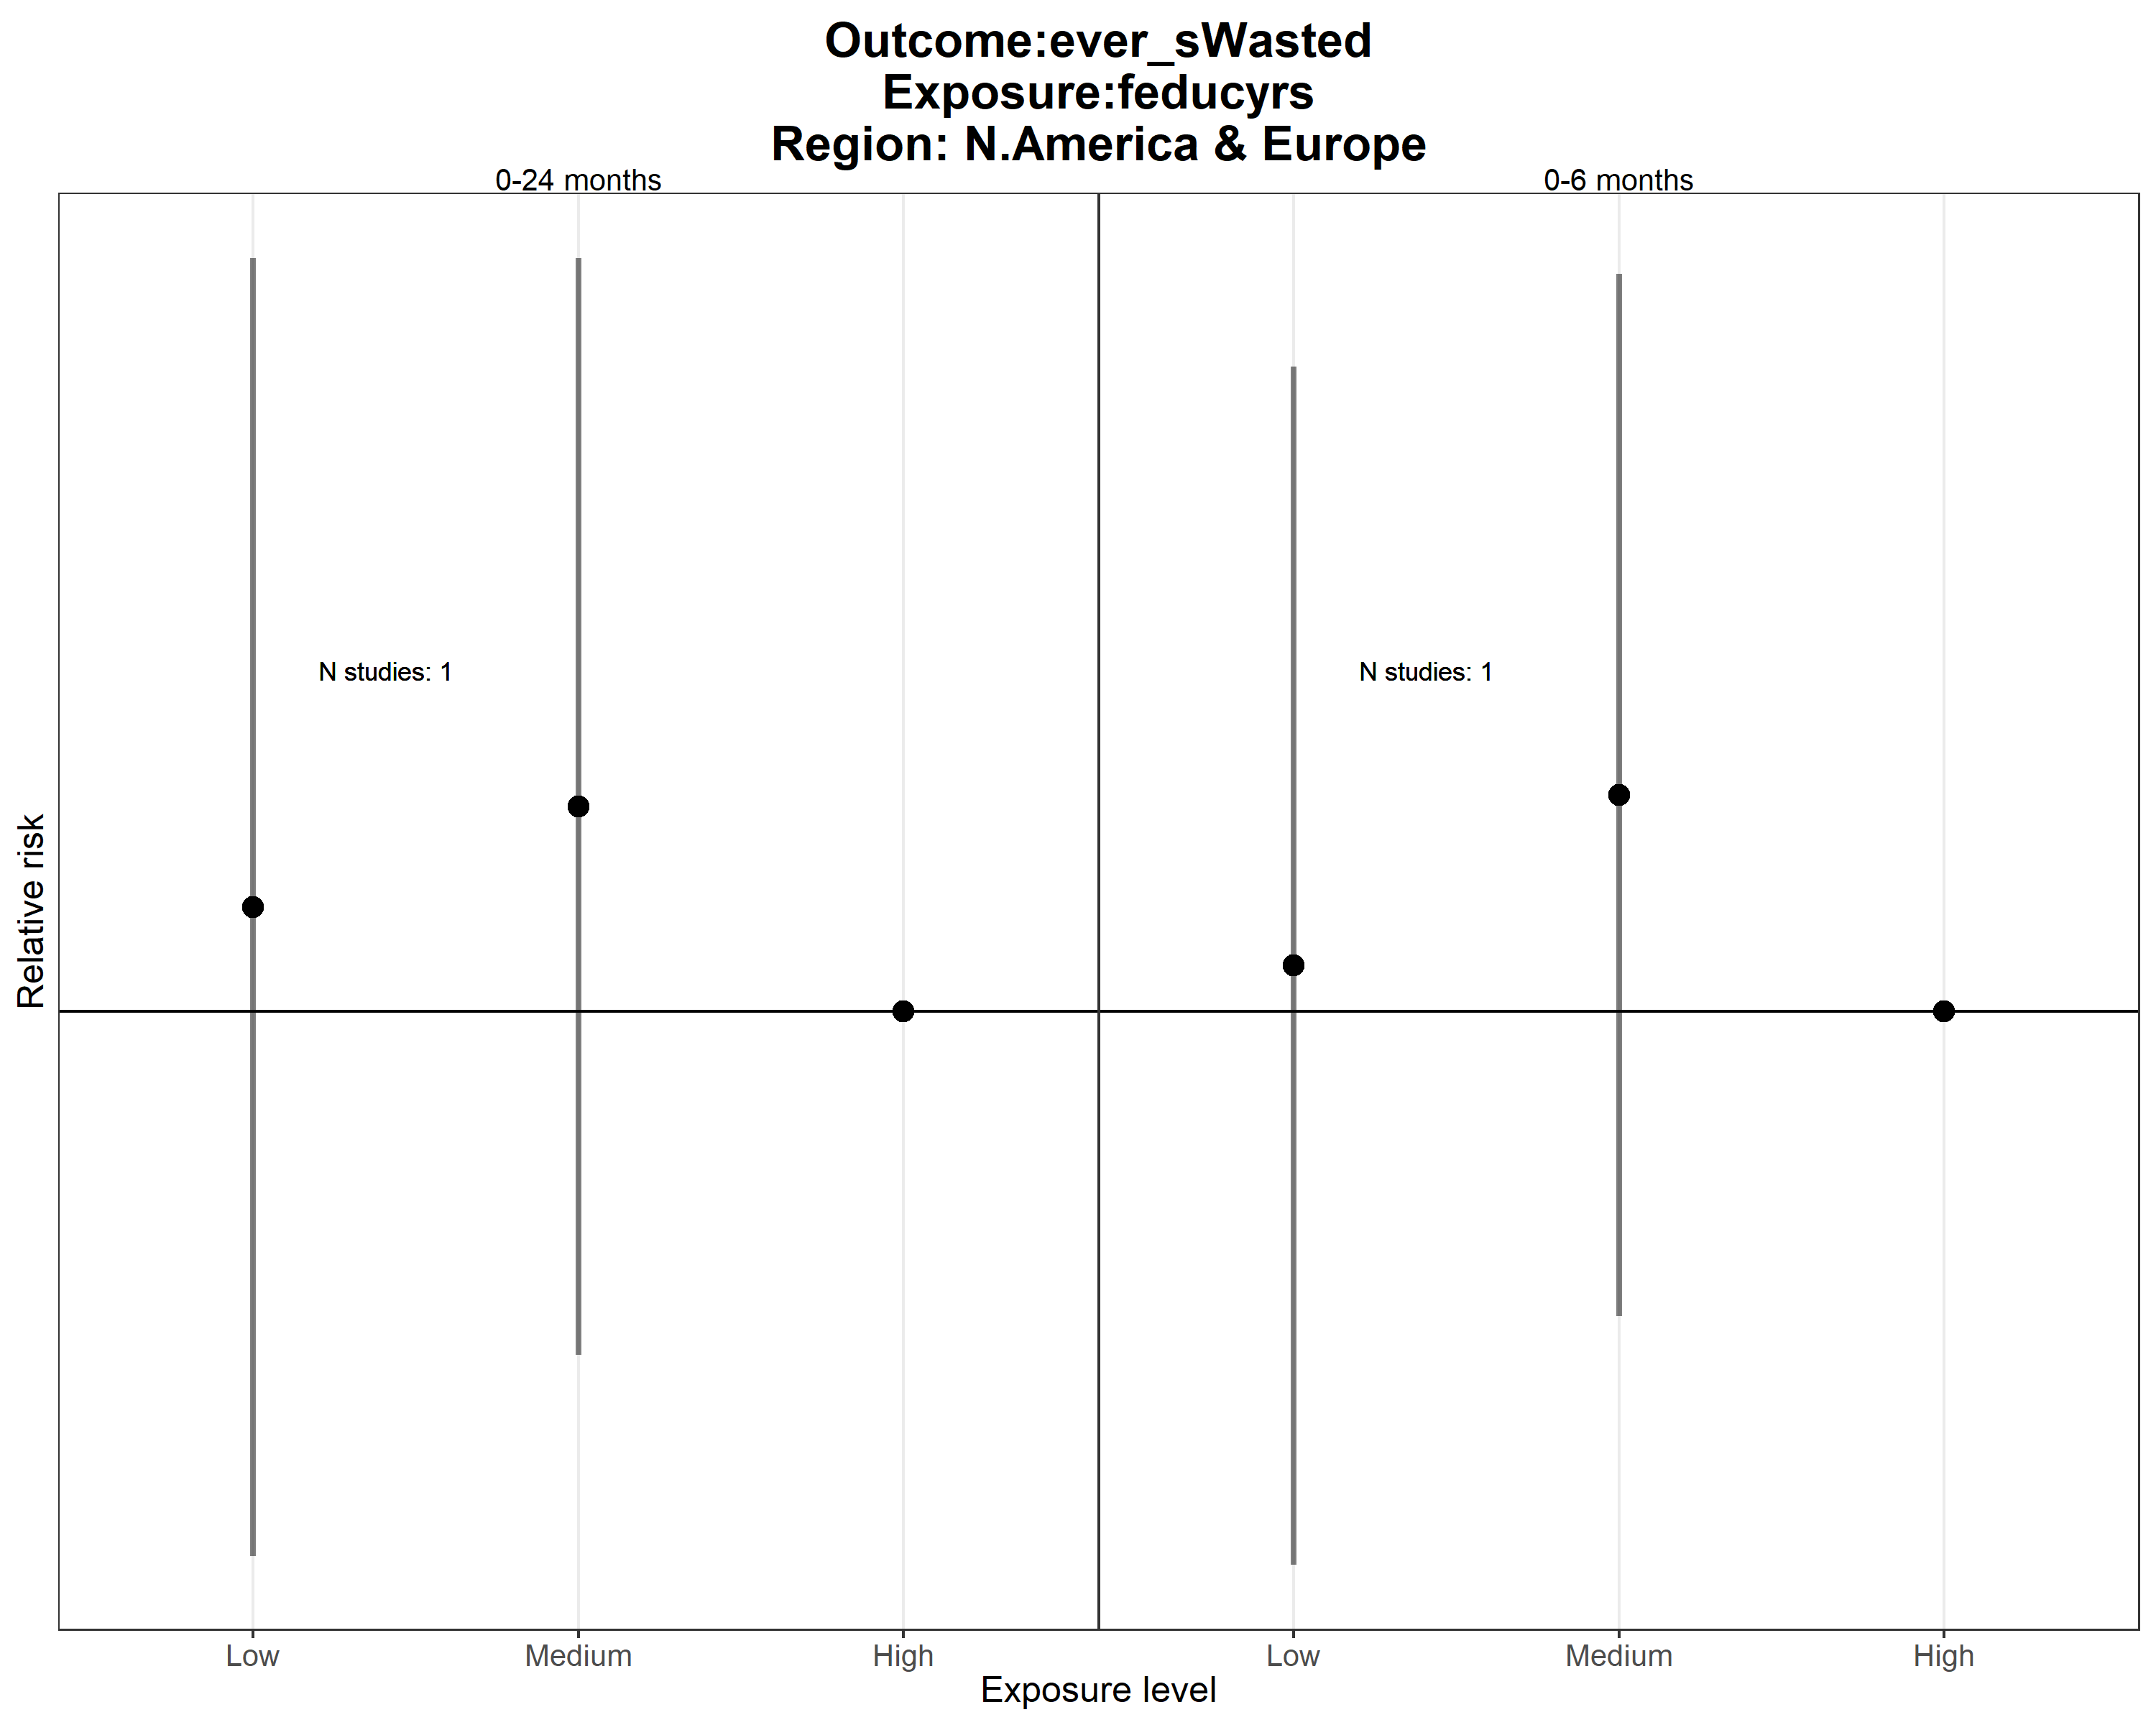 Outcome:ever_sWasted
Exposure:feducyrs
Region: N.America & Europe
0-24 months
0-6 months
N studies: 1
N studies: 1
Relative risk
Low
Medium
High
Low
Medium
High
Exposure level